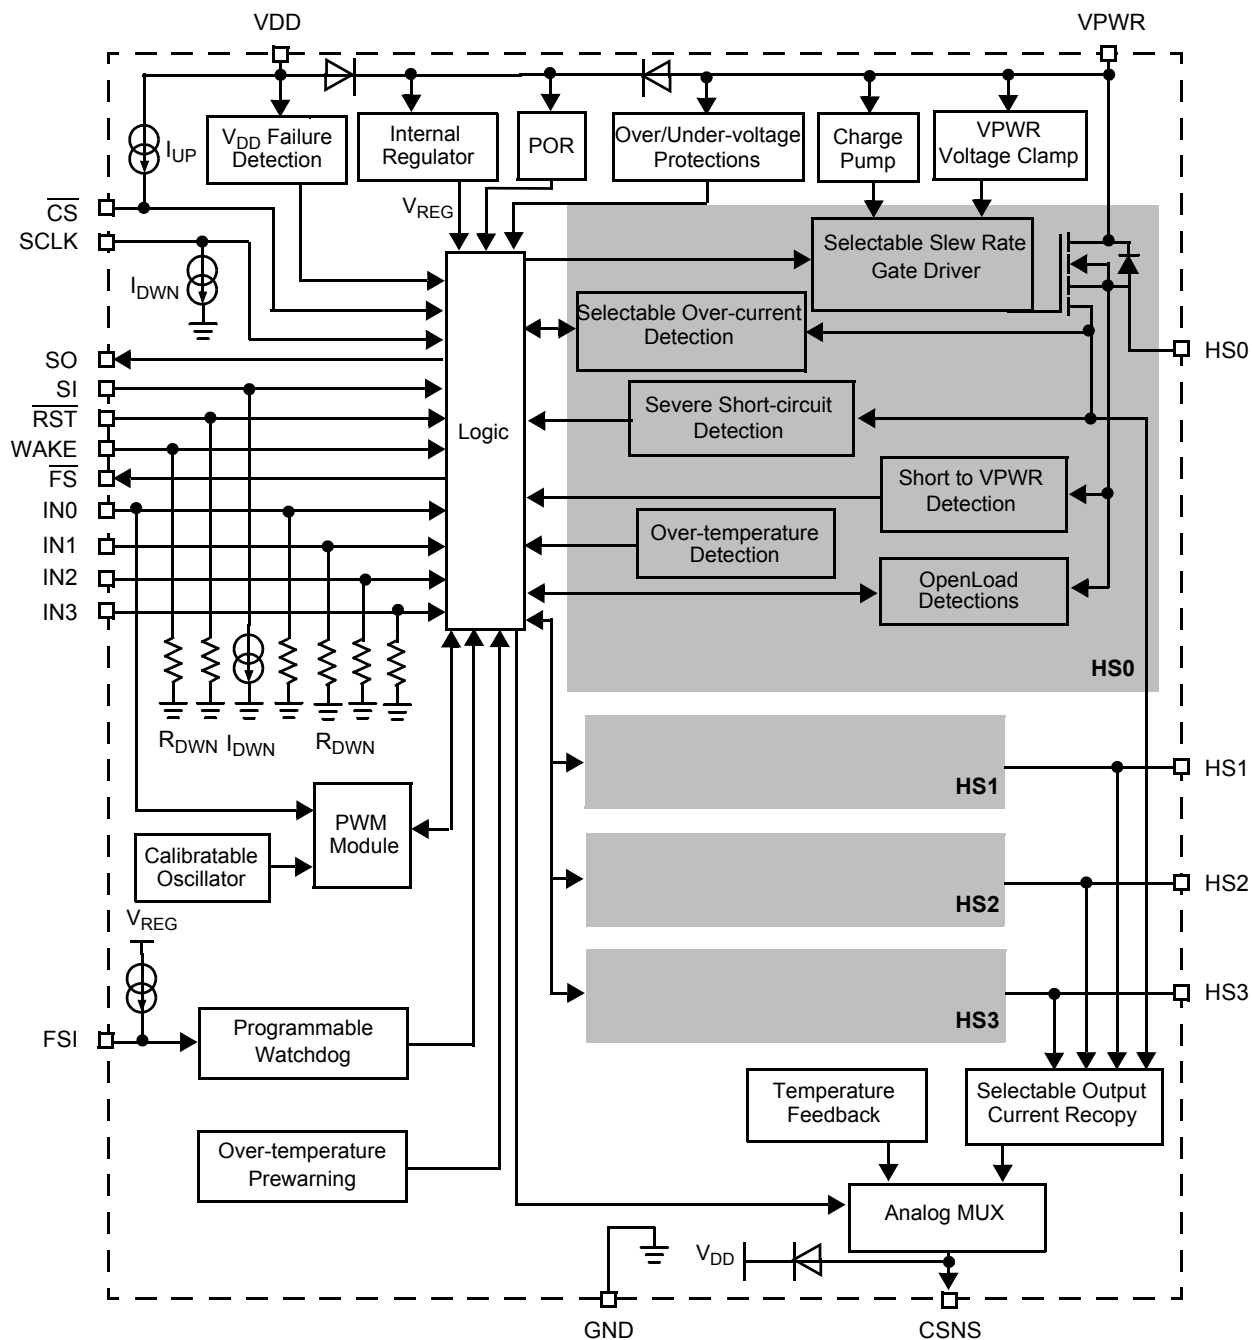 VDD
VPWR
VDD Failure
Detection
Internal
Regulator
POR
Over/Under-voltage
Protections
Charge
Pump
VPWR
Voltage Clamp
IUP
VREG
CS
SCLK
IDWN
Selectable Slew Rate
Gate Driver
Selectable Over-current
Detection
HS0
SO
SI
RST
WAKE
FS
IN0
IN1
IN2
IN3
Logic
Severe Short-circuit
Detection
Short to VPWR
Detection
Over-temperature
Detection
OpenLoad
Detections
HS0
RDWN
IDWN
RDWN
HS1
HS1
PWM
Module
Calibratable
Oscillator
HS2
HS2
VREG
HS3
HS3
FSI
Programmable
Watchdog
Temperature
Feedback
Selectable Output
Current Recopy
Over-temperature
Prewarning
Analog MUX
VDD
GND
CSNS